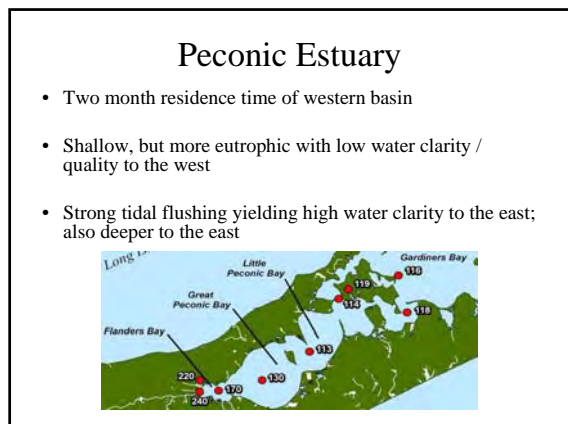 Peconic Estuary
• Two month residence time of western basin
• Shallow, but more eutrophic with low water clarity /
quality to the west
• Strong tidal flushing yielding high water clarity to the east;
also deeper to the east
Long
Gardiners Bay
Little
Peconic Bay
116
119
114
Great
Peconic Bay
118
Flanders Bay
113
220
170
130
240